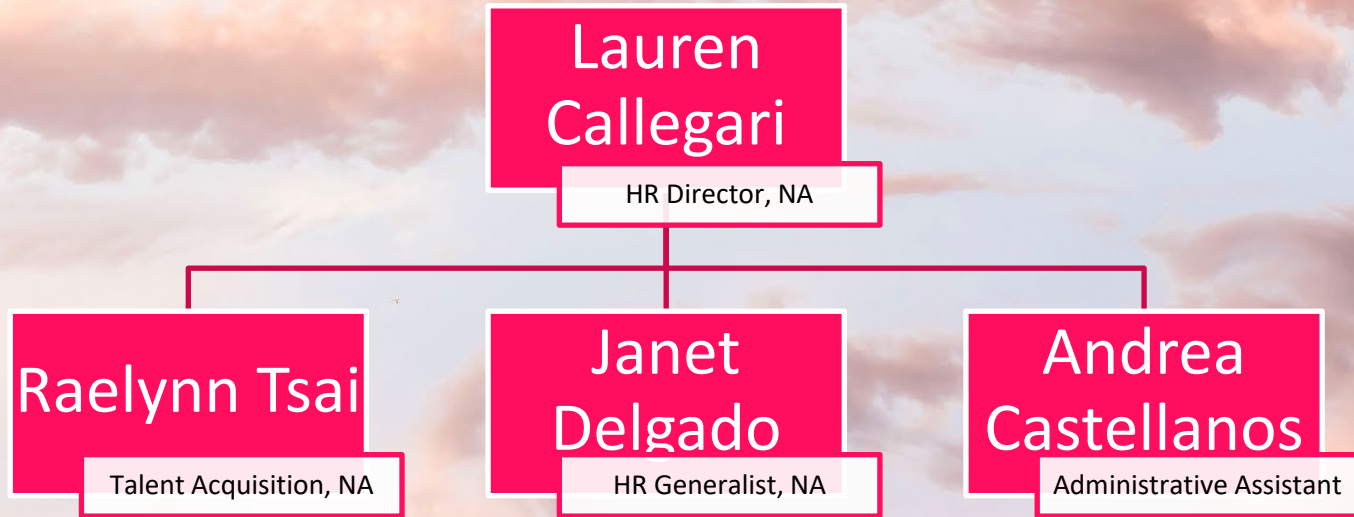 Lauren
Callegari
HR Director, NA
Raelynn Tsai
Talent Acquisition, NA
Janet
Delgado
HR Generalist, NA
Andrea
Castellanos
Administrative Assistant